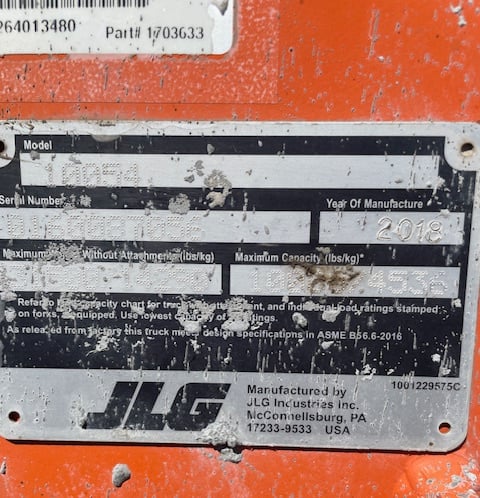 264013480
Part# 1703633
Model
10054
Serial Number
Year Of Manufacture
2018
Maximum Without Attachments (lbs/kg)
Maximum Capacity (lbs/kg)*
4536
Refer to capacity chart for truck, attachment, and individual load ratings stamped
on forks, if equipped. Use lowest capacity of all ratings.
As released from factory this truck meets design specifications in ASME B56.6-2016
JLG
Manufactured by
JLG Industries Inc.
McConnellsburg, PA
17233-9533 USA
1001229575C